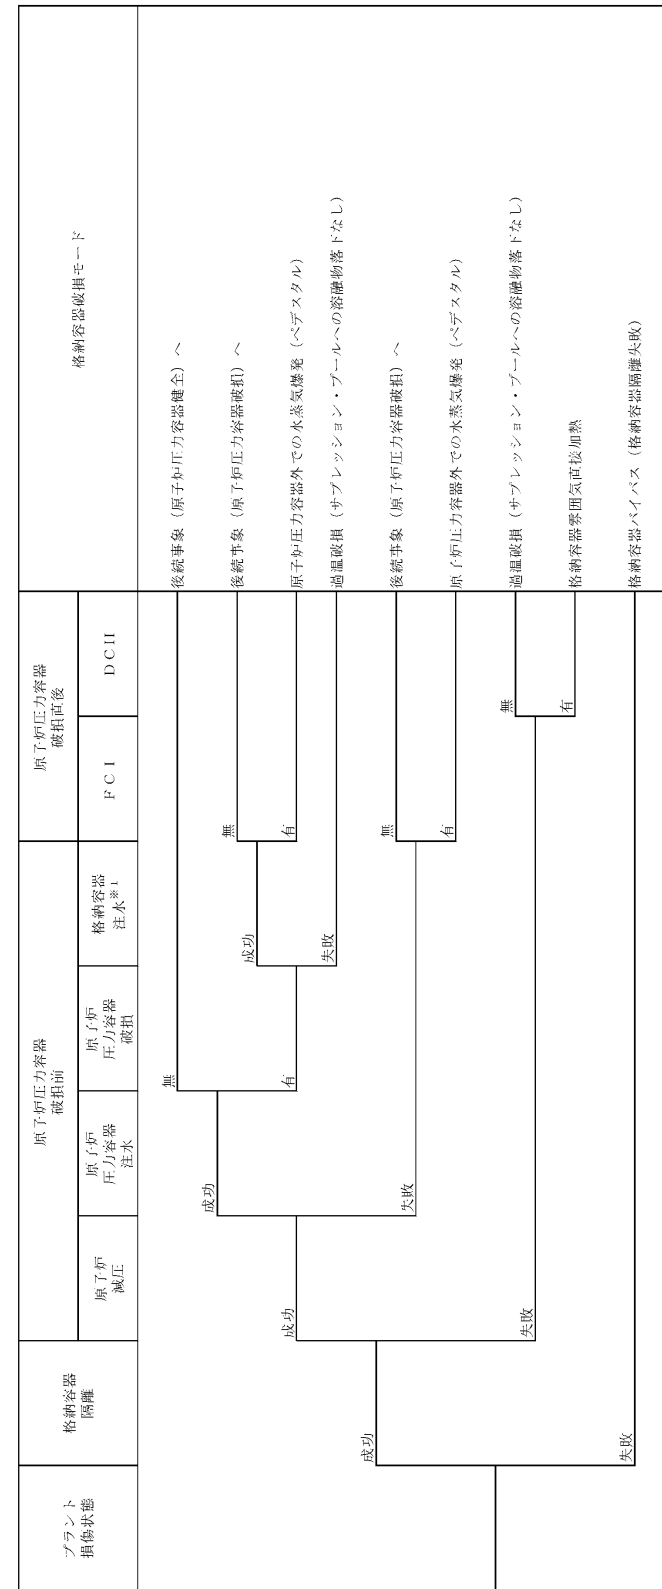 プラント
損傷状態
格納容器
隔離
原子炉圧力容器
破損前
原子炉圧力容器
破損直後
格納容器破損モード
原子炉
減圧
原子炉
圧力容器
注水
原子炉
圧力容器
破損
格納容器
注水※1
FCI
DCH
成功
失敗
成功
失敗
成功
失敗
無
有
成功
失敗
無
有
無
有
無
有
後続事象(原子炉圧力容器健全)へ
後続事象(原子炉圧力容器破損)へ
原子炉圧力容器外での水蒸気爆発(ペデスタル)
過温破損(サプレッション・プールへの溶融物落下なし)
後続事象(原子炉圧力容器破損)へ
原子炉圧力容器外での水蒸気爆発(ペデスタル)
過温破損(サプレッション・プールへの溶融物落下なし)
格納容器雰囲気直接加熱
格納容器バイパス(格納容器隔離失敗)